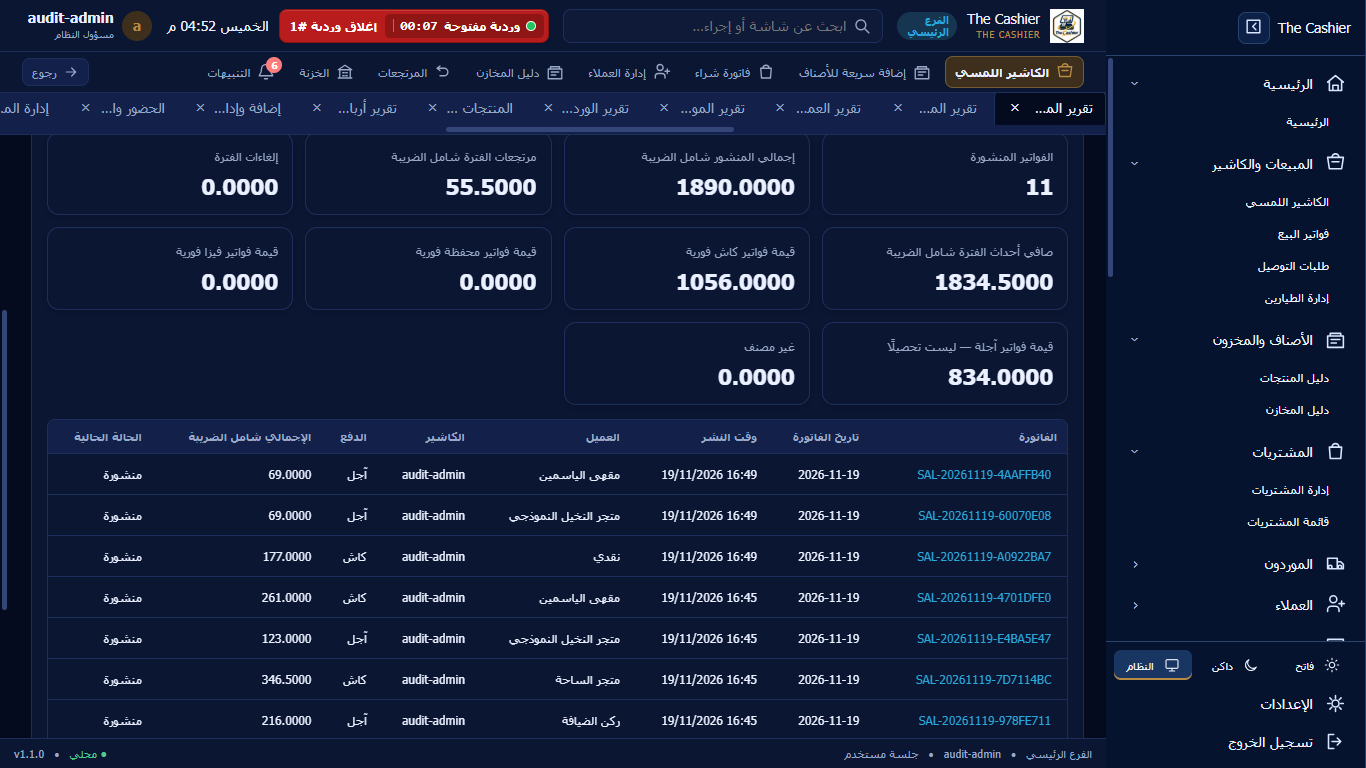 The Cashier
الرئيسية
الرئيسية
المبيعات والكاشير
الكاشير اللمسي
فواتير البيع
طلبات التوصيل
إدارة الطيارين
الأصناف والمخزون
دليل المنتجات
دليل المخازن
المشتريات
إدارة المشتريات
قائمة المشتريات
الموردون
العملاء
فاتح
داكن
النظام
الإعدادات
تسجيل الخروج
The Cashier
THE CASHIER
الفرع الرئيسي
ابحث عن شاشة أو إجراء...
وردية مفتوحة 00:07 | إغلاق وردية #1
الخميس 04:52 م
audit-admin
مسؤول النظام
a
الكاشير اللمسي
إضافة سريعة للأصناف
فاتورة شراء
إدارة العملاء
دليل المخازن
المرتجعات
الخزنة
التنبيهات
6
رجوع
تقرير المـ... ×
تقرير المـ... ×
تقرير العمـ... ×
تقرير المو... ×
تقرير الورد... ×
المنتجات ... ×
تقرير أربا... ×
إضافة وإدا... ×
الحضور وا... ×
إدارة المـ
الفواتير المنشورة
11
إجمالي المنشور شامل الضريبة
1890.0000
مرتجعات الفترة شامل الضريبة
55.5000
إلغاءات الفترة
0.0000
صافي أحداث الفترة شامل الضريبة
1834.5000
قيمة فواتير كاش فورية
1056.0000
قيمة فواتير محفظة فورية
0.0000
قيمة فواتير فيزا فورية
0.0000
قيمة فواتير آجلة — ليست تحصيلًا
834.0000
غير مصنف
0.0000
الفاتورة تاريخ الفاتورة وقت النشر العميل الكاشير الدفع الإجمالي شامل الضريبة الحالة الحالية
SAL-20261119-4AAFFB40 2026-11-19 19/11/2026 16:49 مقهى الياسمين audit-admin آجل 69.0000 منشورة
SAL-20261119-60070E08 2026-11-19 19/11/2026 16:49 متجر النخيل النموذجي audit-admin آجل 69.0000 منشورة
SAL-20261119-A0922BA7 2026-11-19 19/11/2026 16:49 نقدي audit-admin كاش 177.0000 منشورة
SAL-20261119-4701DFE0 2026-11-19 19/11/2026 16:45 مقهى الياسمين audit-admin كاش 261.0000 منشورة
SAL-20261119-E4BA5E47 2026-11-19 19/11/2026 16:45 متجر النخيل النموذجي audit-admin آجل 123.0000 منشورة
SAL-20261119-7D7114BC 2026-11-19 19/11/2026 16:45 متجر الساحة audit-admin كاش 346.5000 منشورة
SAL-20261119-978FE711 2026-11-19 19/11/2026 16:45 ركن الضيافة audit-admin آجل 216.0000 منشورة
الفرع الرئيسي • audit-admin • جلسة مستخدم
محلي • v1.1.0